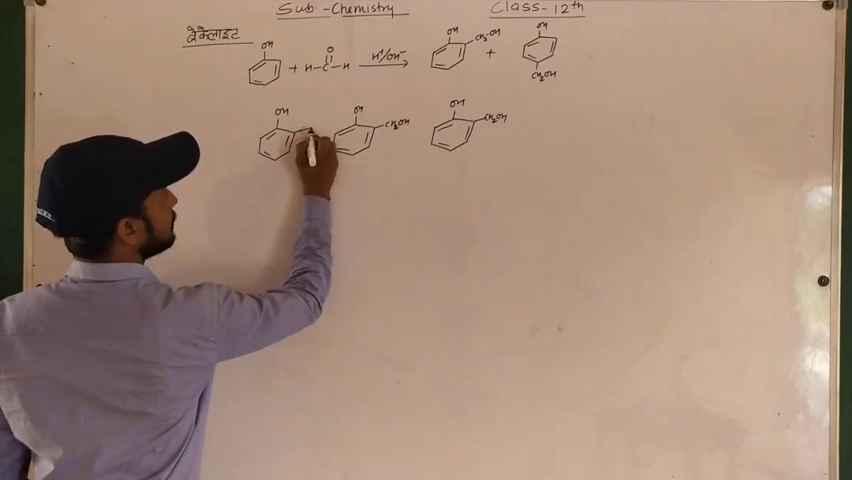 Sub:-Chemistry Class-12th
बैकेलाइट
OH O OH CH₂OH OH
+ H-C-H H⁺/OH⁻ +
CH₂OH
OH OH CH₂OH OH CH₂OH